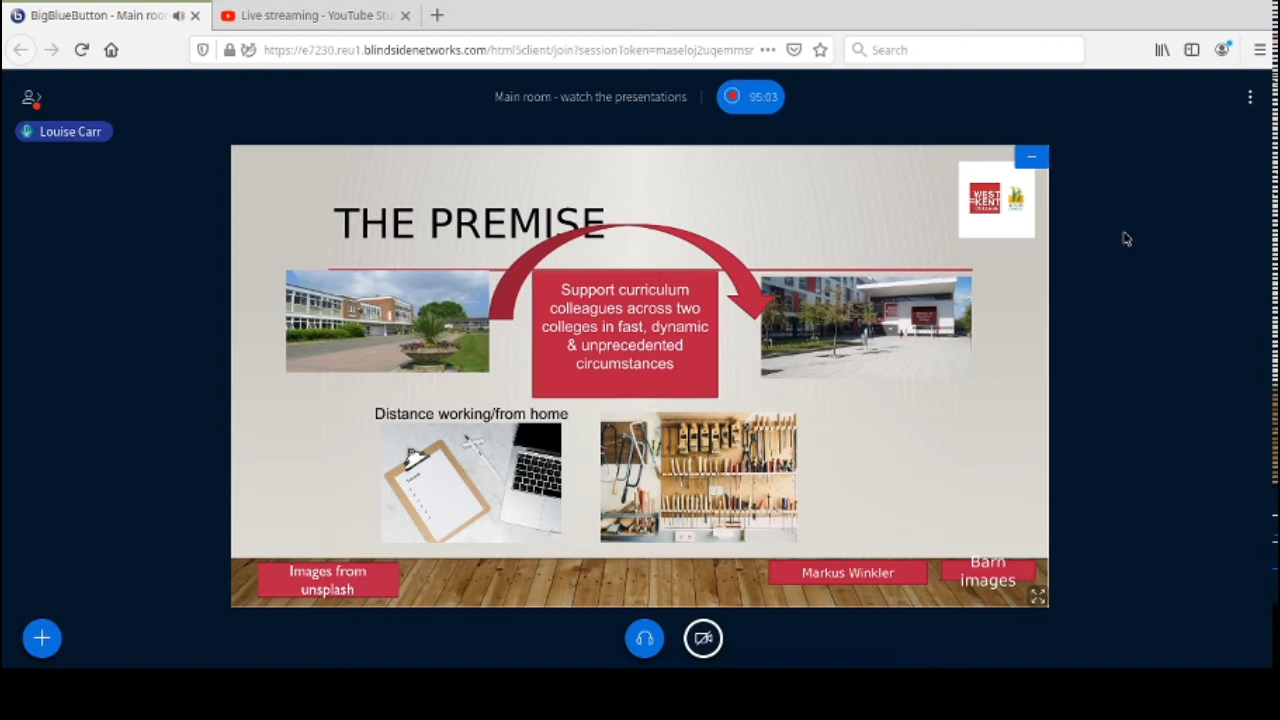 BigBlueButton - Main roo
Live streaming - YouTube Stu
https://e7230.reu1.blindsidenetworks.com/html5client/join?sessionToken=maseloj2uqemmsr
Search
Main room - watch the presentations
95:03
Louise Carr
THE PREMISE
WEST
KENT
Support curriculum
colleagues across two
colleges in fast, dynamic
& unprecedented
circumstances
Distance working/from home
Images from
unsplash
Markus Winkler
Barn
images